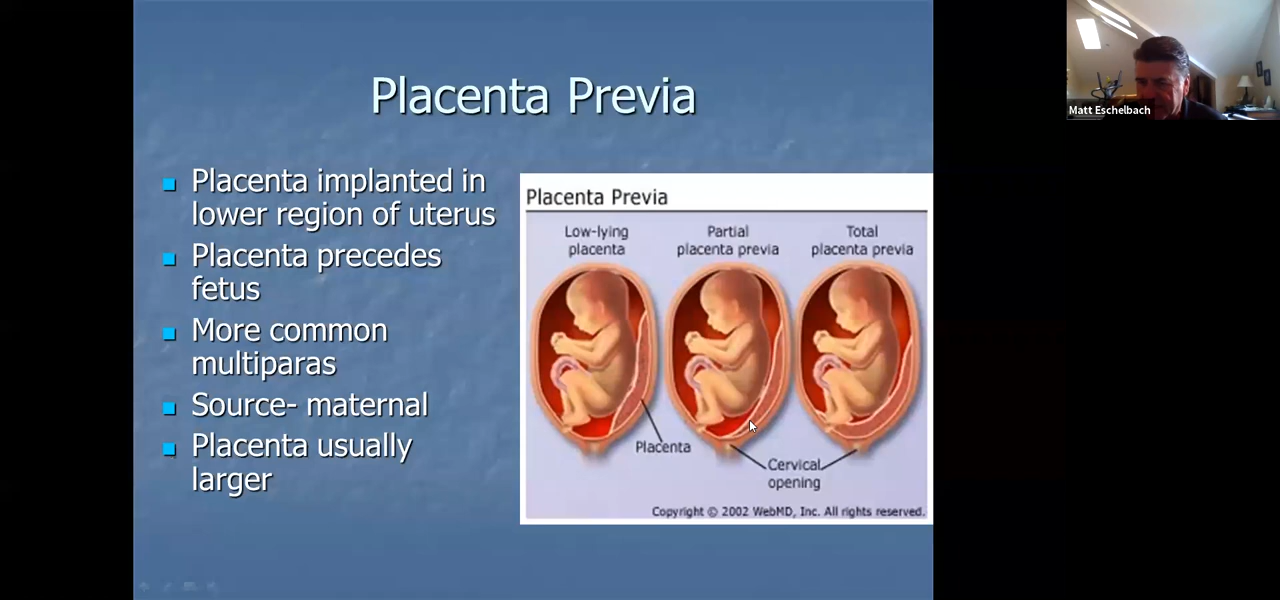 Placenta Previa
Placenta implanted in
lower region of uterus
Placenta precedes
fetus
More common
multiparas
Source- maternal
Placenta usually
larger
Placenta Previa
Low-lying
placenta
Partial
placenta previa
Total
placenta previa
Placenta
Cervical
opening
Copyright © 2002 WebMD, Inc. All rights reserved.
Matt Eschelbach